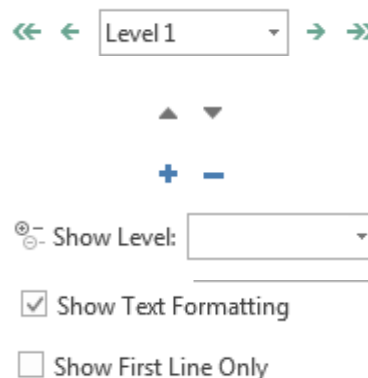 Level 1
Show Level:
Show Text Formatting
Show First Line Only